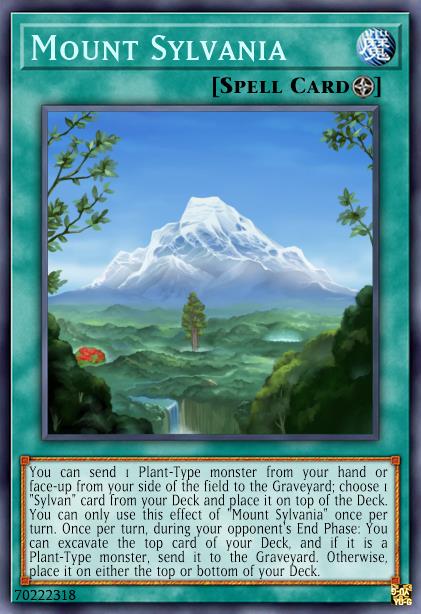 Mount Sylvania
魔
[Spell Card]
You can send 1 Plant-Type monster from your hand or
face-up from your side of the field to the Graveyard; choose 1
"Sylvan" card from your Deck and place it on top of the Deck.
You can only use this effect of "Mount Sylvania" once per
turn. Once per turn, during your opponent's End Phase: You
can excavate the top card of your Deck, and if it is a
Plant-Type monster, send it to the Graveyard. Otherwise,
place it on either the top or bottom of your Deck.
70222318